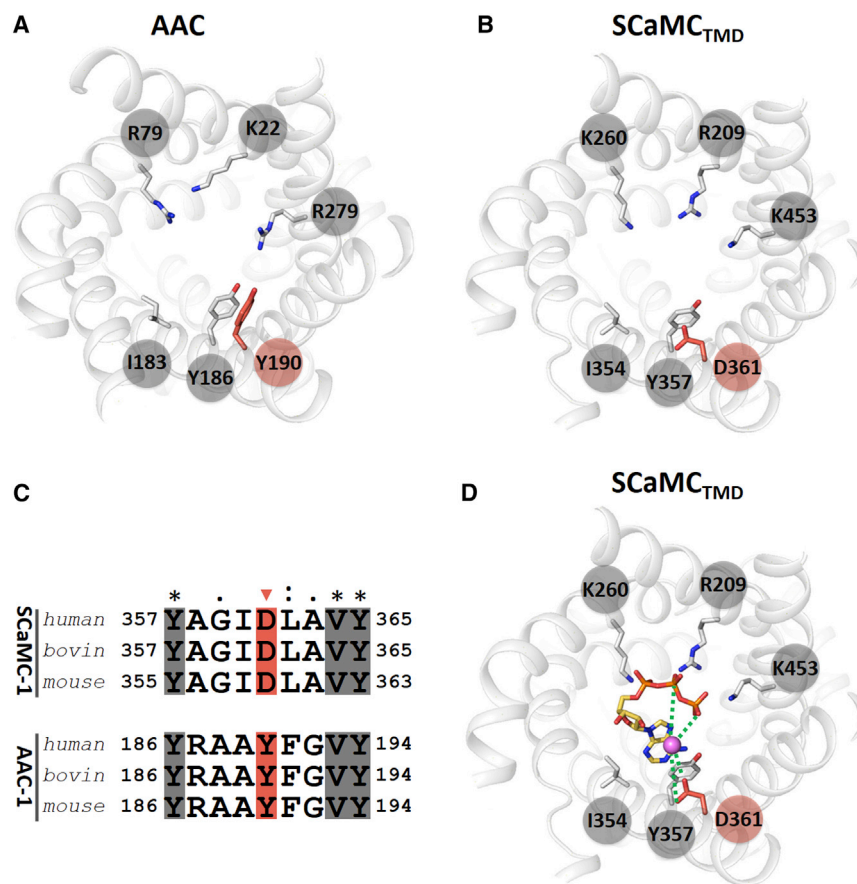 A
AAC
R79
K22
R279
I183
Y186
Y190
B
SCaMCTMD
K260
R209
K453
I354
Y357
D361
C
* . : . * *
SCaMC-1
human 357 YAGIDLAVY 365
bovin 357 YAGIDLAVY 365
mouse 355 YAGIDLAVY 363
AAC-1
human 186 YRAAYFGVY 194
bovin 186 YRAAYFGVY 194
mouse 186 YRAAYFGVY 194
D
SCaMCTMD
K260
R209
K453
I354
Y357
D361